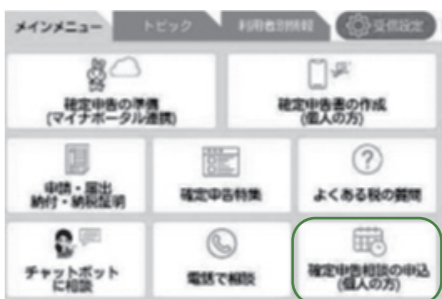 メインメニュー
トピック
利用者別情報
受信設定
確定申告の準備
(マイナポータル連携)
確定申告書の作成
(個人の方)
申請・届出
納付・納税証明
確定申告特集
よくある税の質問
チャットボット
に相談
電話で相談
確定申告相談の申込
(個人の方)